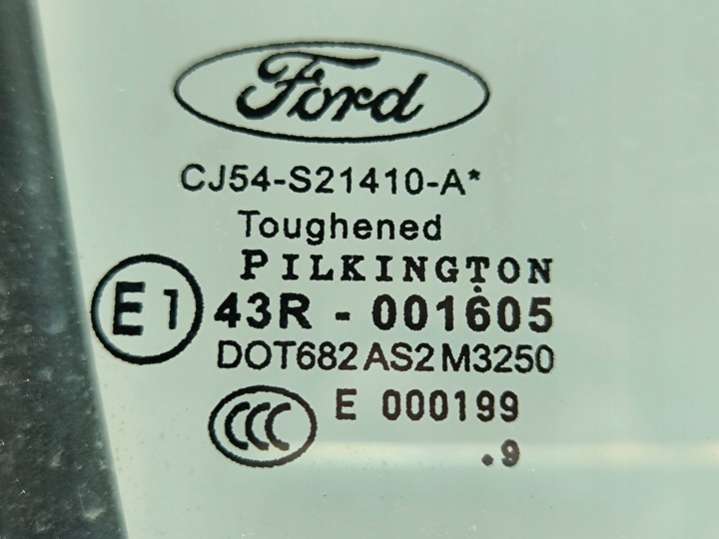 Ford
CJ54-S21410-A*
Toughened
PILKINGTON
E1 43R - 001605
DOT682 AS2 M3250
CCC E 000199
.9